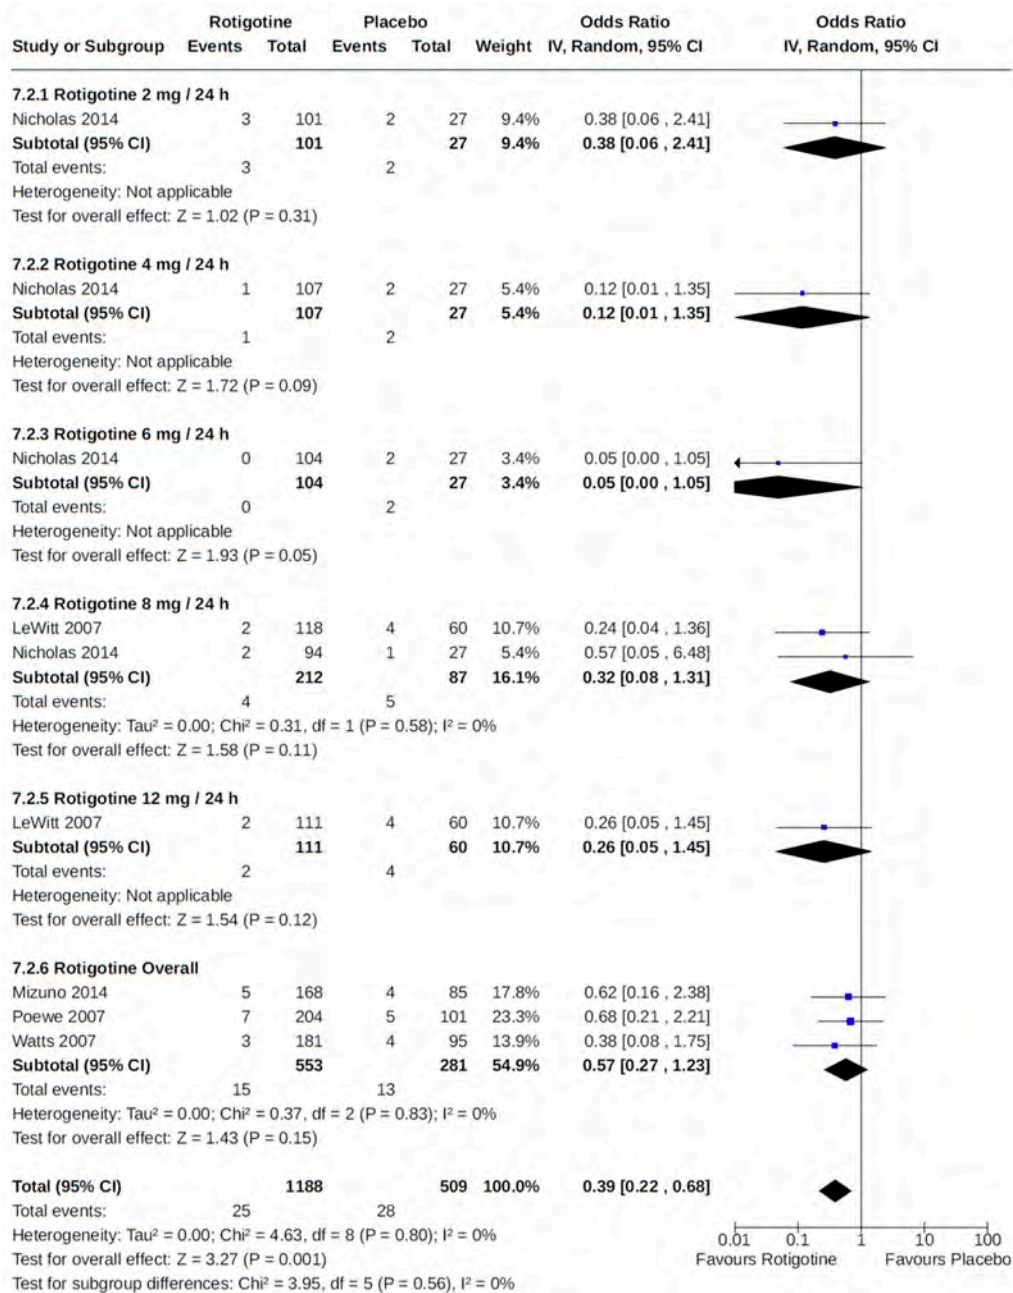 Rotigotine Placebo Odds Ratio Odds Ratio
Study or Subgroup Events Total Events Total Weight IV, Random, 95% CI IV, Random, 95% CI
7.2.1 Rotigotine 2 mg / 24 h
Nicholas 2014 3 101 2 27 9.4% 0.38 [0.06 , 2.41]
Subtotal (95% CI) 101 27 9.4% 0.38 [0.06 , 2.41]
Total events: 3 2
Heterogeneity: Not applicable
Test for overall effect: Z = 1.02 (P = 0.31)
7.2.2 Rotigotine 4 mg / 24 h
Nicholas 2014 1 107 2 27 5.4% 0.12 [0.01 , 1.35]
Subtotal (95% CI) 107 27 5.4% 0.12 [0.01 , 1.35]
Total events: 1 2
Heterogeneity: Not applicable
Test for overall effect: Z = 1.72 (P = 0.09)
7.2.3 Rotigotine 6 mg / 24 h
Nicholas 2014 0 104 2 27 3.4% 0.05 [0.00 , 1.05]
Subtotal (95% CI) 104 27 3.4% 0.05 [0.00 , 1.05]
Total events: 0 2
Heterogeneity: Not applicable
Test for overall effect: Z = 1.93 (P = 0.05)
7.2.4 Rotigotine 8 mg / 24 h
LeWitt 2007 2 118 4 60 10.7% 0.24 [0.04 , 1.36]
Nicholas 2014 2 94 1 27 5.4% 0.57 [0.05 , 6.48]
Subtotal (95% CI) 212 87 16.1% 0.32 [0.08 , 1.31]
Total events: 4 5
Heterogeneity: Tau² = 0.00; Chi² = 0.31, df = 1 (P = 0.58); I² = 0%
Test for overall effect: Z = 1.58 (P = 0.11)
7.2.5 Rotigotine 12 mg / 24 h
LeWitt 2007 2 111 4 60 10.7% 0.26 [0.05 , 1.45]
Subtotal (95% CI) 111 60 10.7% 0.26 [0.05 , 1.45]
Total events: 2 4
Heterogeneity: Not applicable
Test for overall effect: Z = 1.54 (P = 0.12)
7.2.6 Rotigotine Overall
Mizuno 2014 5 168 4 85 17.8% 0.62 [0.16 , 2.38]
Poewe 2007 7 204 5 101 23.3% 0.68 [0.21 , 2.21]
Watts 2007 3 181 4 95 13.9% 0.38 [0.08 , 1.75]
Subtotal (95% CI) 553 281 54.9% 0.57 [0.27 , 1.23]
Total events: 15 13
Heterogeneity: Tau² = 0.00; Chi² = 0.37, df = 2 (P = 0.83); I² = 0%
Test for overall effect: Z = 1.43 (P = 0.15)
Total (95% CI) 1188 509 100.0% 0.39 [0.22 , 0.68]
Total events: 25 28
Heterogeneity: Tau² = 0.00; Chi² = 4.63, df = 8 (P = 0.80); I² = 0%
0.01 0.1 1 10 100
Test for overall effect: Z = 3.27 (P = 0.001)
Favours Rotigotine Favours Placebo
Test for subgroup differences: Chi² = 3.95, df = 5 (P = 0.56), I² = 0%